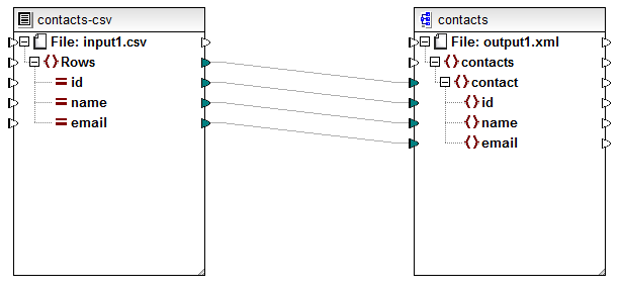 contacts-csv
File: input1.csv
Rows
id
name
email
contacts
File: output1.xml
contacts
contact
id
name
email